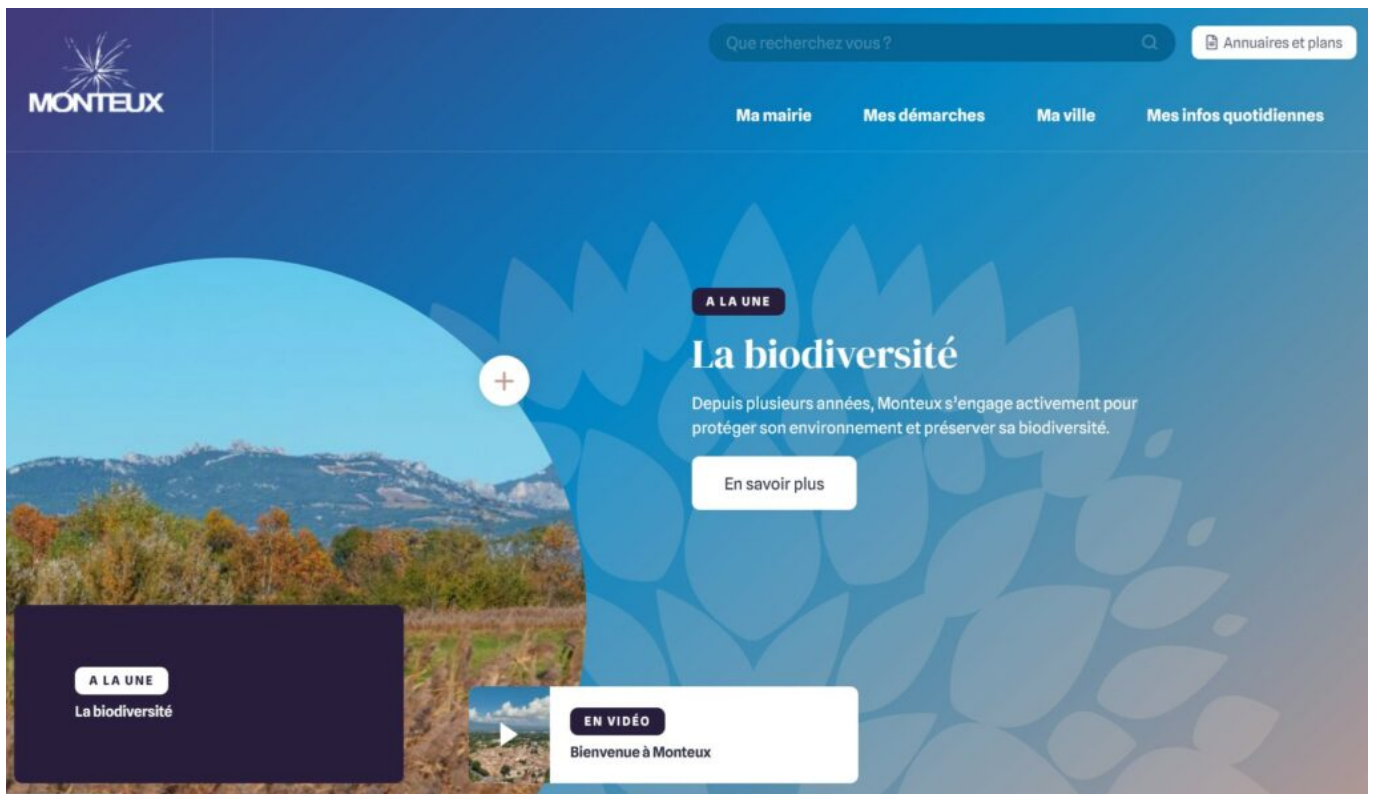 MONTEUX
Que recherchez vous ?
Annuaires et plans
Ma mairie
Mes démarches
Ma ville
Mes infos quotidiennes
A LA UNE
La biodiversité
Depuis plusieurs années, Monteux s'engage activement pour
protéger son environnement et préserver sa biodiversité.
En savoir plus
A LA UNE
La biodiversité
EN VIDÉO
Bienvenue à Monteux